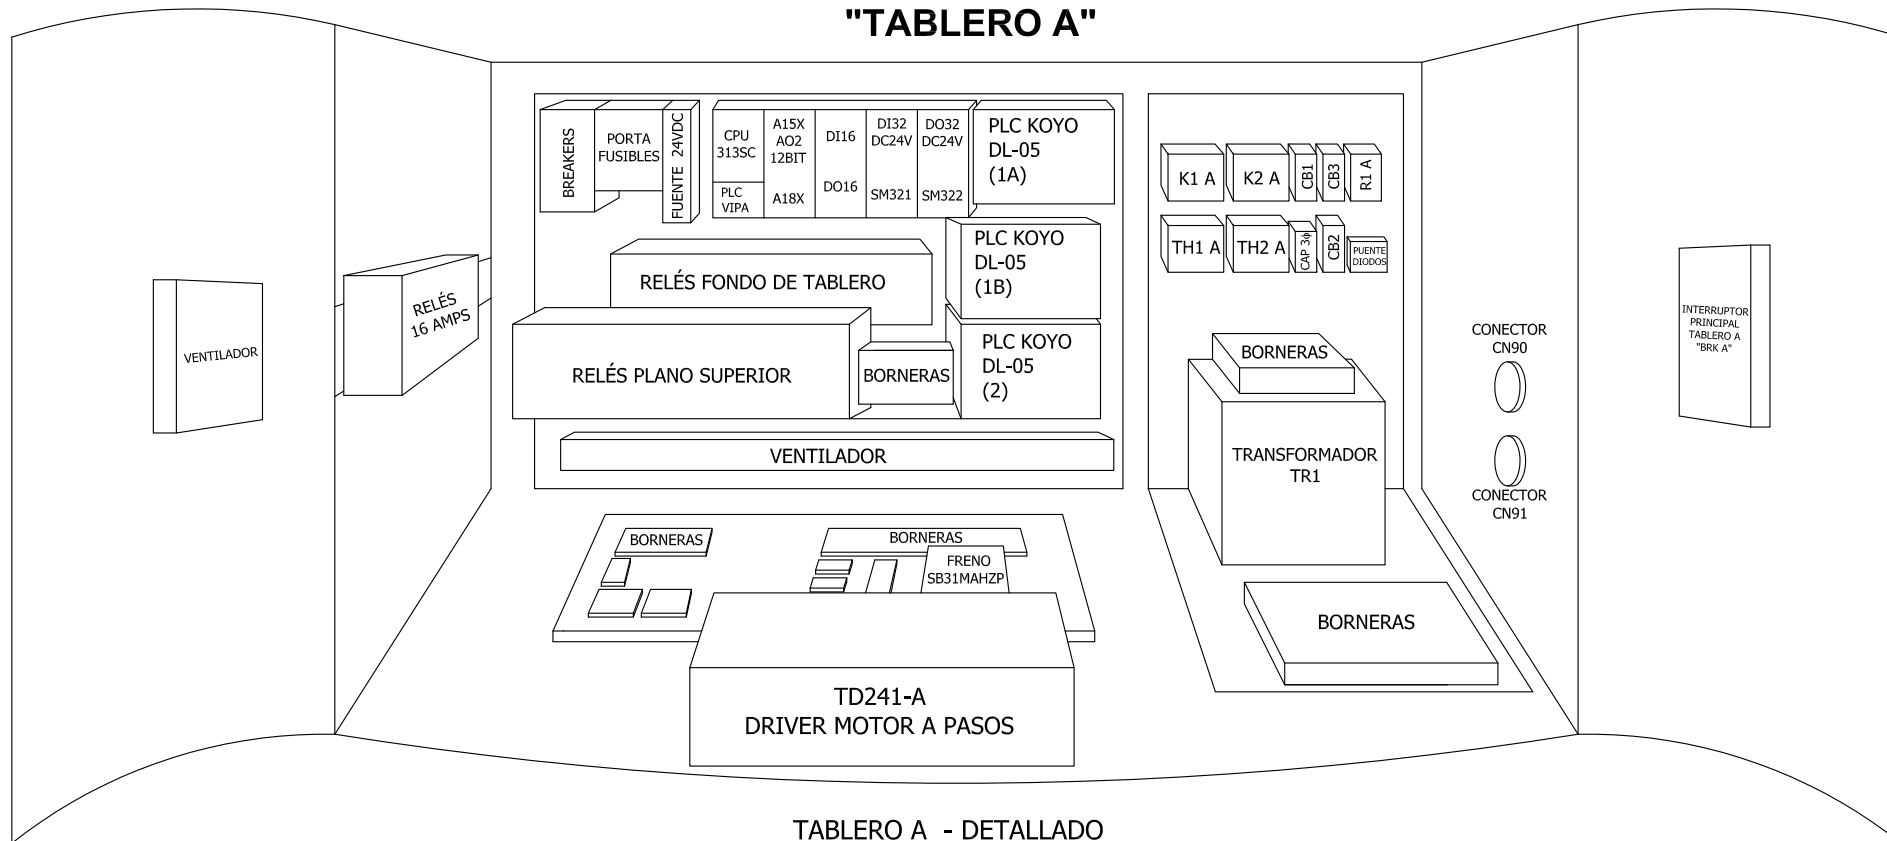 "TABLERO A"
BREAKERS
PORTA
FUSIBLES
FUENTE 24VDC
CPU
313SC
PLC
VIPA
A15X
AO2
12BIT
A18X
DI16
DO16
DI32
DC24V
SM321
DO32
DC24V
SM322
PLC KOYO
DL-05
(1A)
K1 A
K2 A
CB1
CB3
R1 A
TH1 A
TH2 A
CAP 3ϕ
CB2
PUENTE
DIODOS
PLC KOYO
DL-05
(1B)
RELÉS FONDO DE TABLERO
RELÉS
16 AMPS
VENTILADOR
RELÉS PLANO SUPERIOR
BORNERAS
PLC KOYO
DL-05
(2)
VENTILADOR
BORNERAS
TRANSFORMADOR
TR1
CONECTOR
CN90
CONECTOR
CN91
INTERRUPTOR
PRINCIPAL
TABLERO A
"BRK A"
BORNERAS
BORNERAS
FRENO
SB31MAHZP
BORNERAS
TD241-A
DRIVER MOTOR A PASOS
TABLERO A - DETALLADO